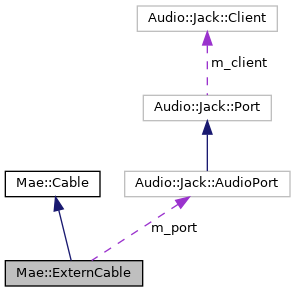 Audio::Jack::Client
m_client
Audio::Jack::Port
Mae::Cable
Audio::Jack::AudioPort
m_port
Mae::ExternCable